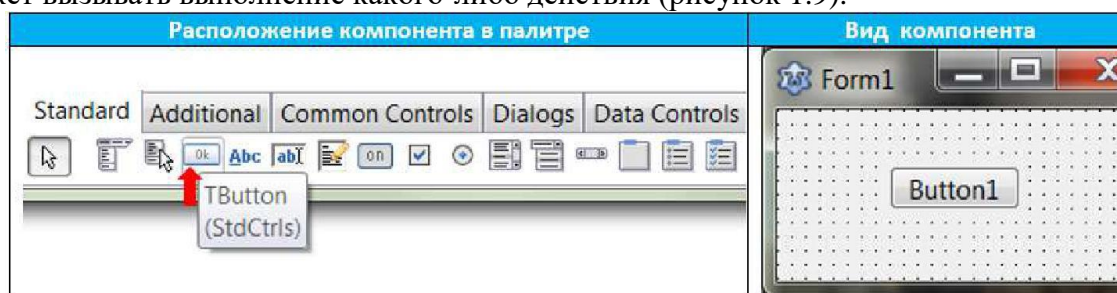 вызывать выполнение какого-либо действия (рисунок 1.9).
Расположение компонента в палитре
Вид компонента
Form1
Standard Additional Common Controls Dialogs Data Controls
Ok Abc abI on
TButton
(StdCtrls)
Button1